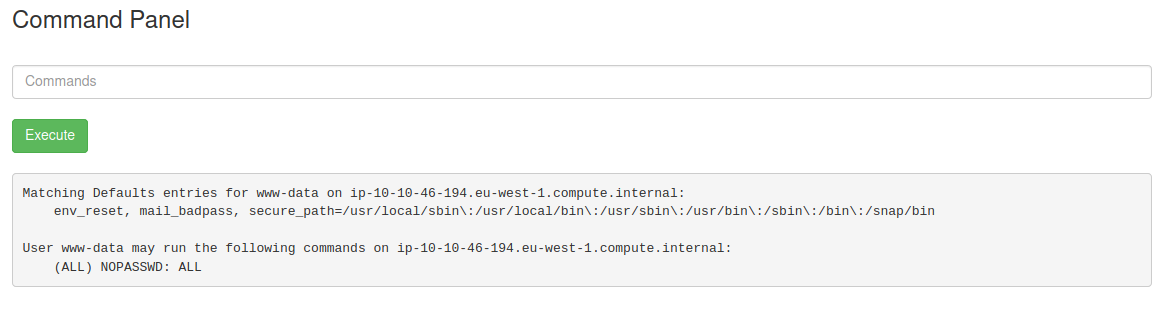 Command Panel
Commands
Execute
Matching Defaults entries for www-data on ip-10-10-46-194.eu-west-1.compute.internal:
    env_reset, mail_badpass, secure_path=/usr/local/sbin\:/usr/local/bin\:/usr/sbin\:/usr/bin\:/sbin\:/bin\:/snap/bin
User www-data may run the following commands on ip-10-10-46-194.eu-west-1.compute.internal:
    (ALL) NOPASSWD: ALL